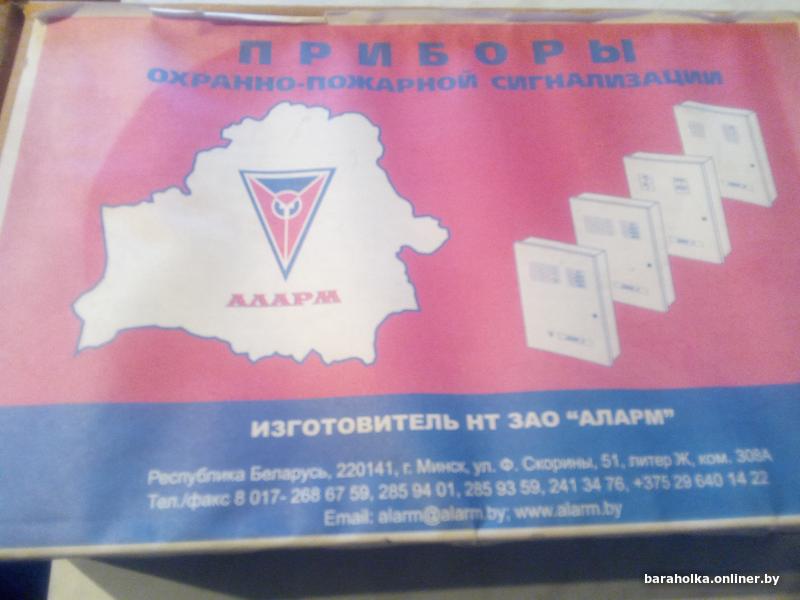 ПРИБОРЫ
ОХРАННО-ПОЖАРНОЙ СИГНАЛИЗАЦИИ
АЛАРМ
ИЗГОТОВИТЕЛЬ НТ ЗАО "АЛАРМ"
Республика Беларусь, 220141, г. Минск, ул. Ф. Скорины, 51, литер Ж, ком. 308А
Тел./факс 8 017- 268 67 59, 285 94 01, 285 93 59, 241 34 76, +375 29 640 14 22
Email: alarm@alarm.by; www.alarm.by
baraholka.onliner.by